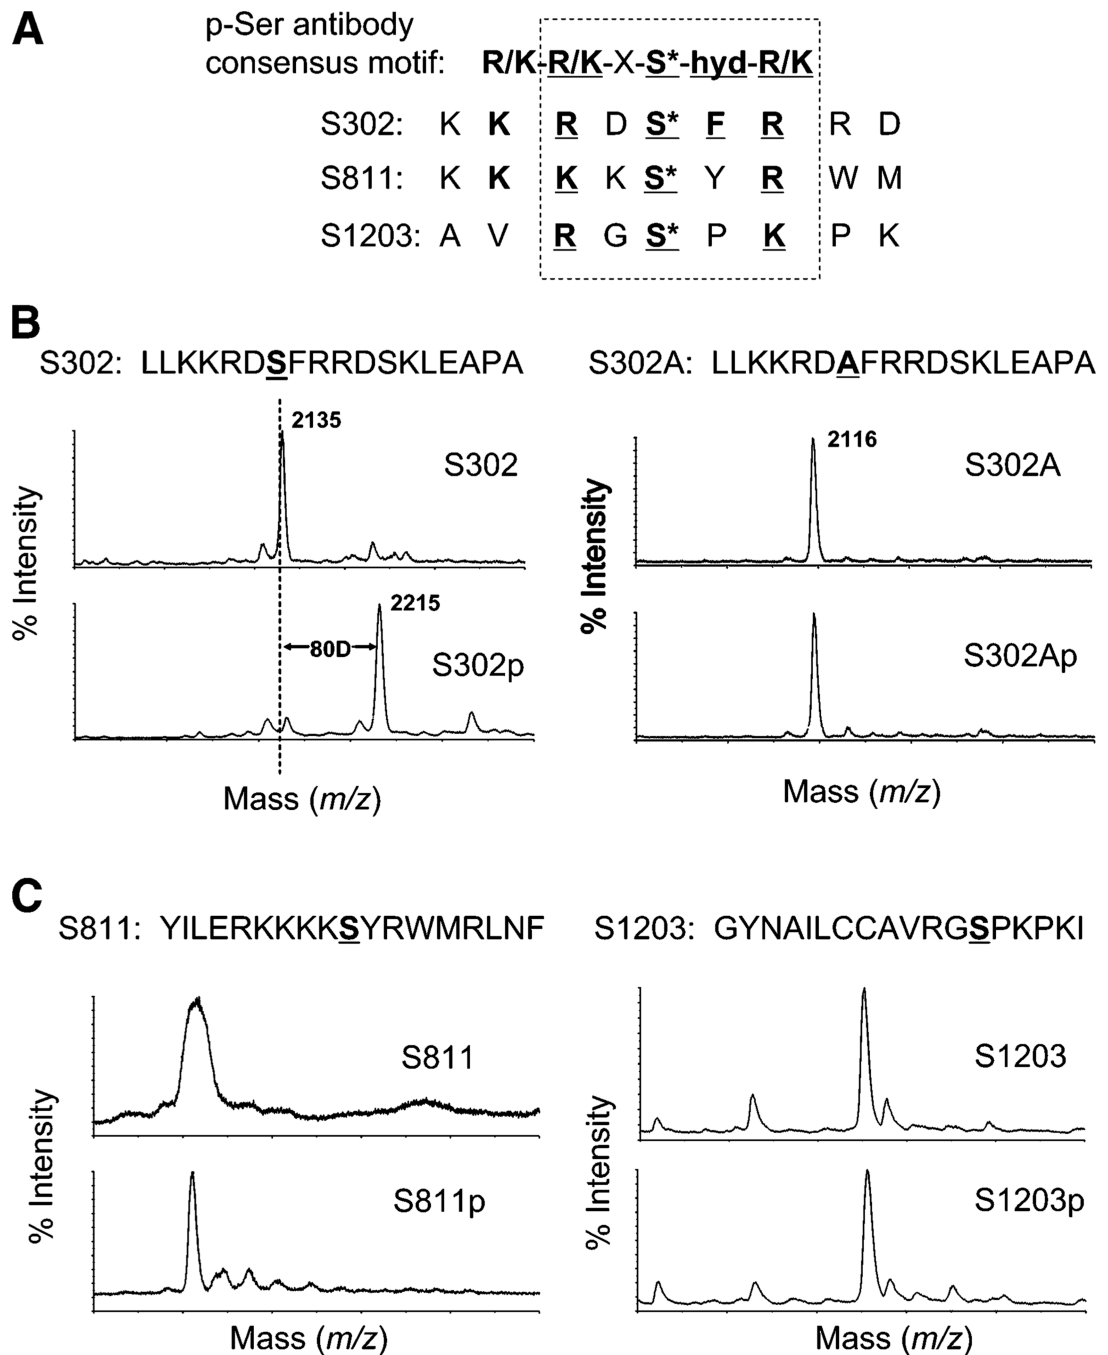 A
p-Ser antibody
consensus motif: R/K-R/K-X-S*-hyd-R/K
S302: K K R D S* F R R D
S811: K K K K S* Y R W M
S1203: A V R G S* P K P K
B
S302: LLKKRDSFRRDSKLEAPA
S302A: LLKKRDAFRRDSKLEAPA
2135
S302
2116
S302A
% Intensity
% Intensity
2215
80D
S302p
S302Ap
Mass (m/z)
Mass (m/z)
C
S811: YILERKKKKSYRWMRLNF
S1203: GYNAILCCAVRGSPKPKI
S811
S1203
% Intensity
% Intensity
S811p
S1203p
Mass (m/z)
Mass (m/z)